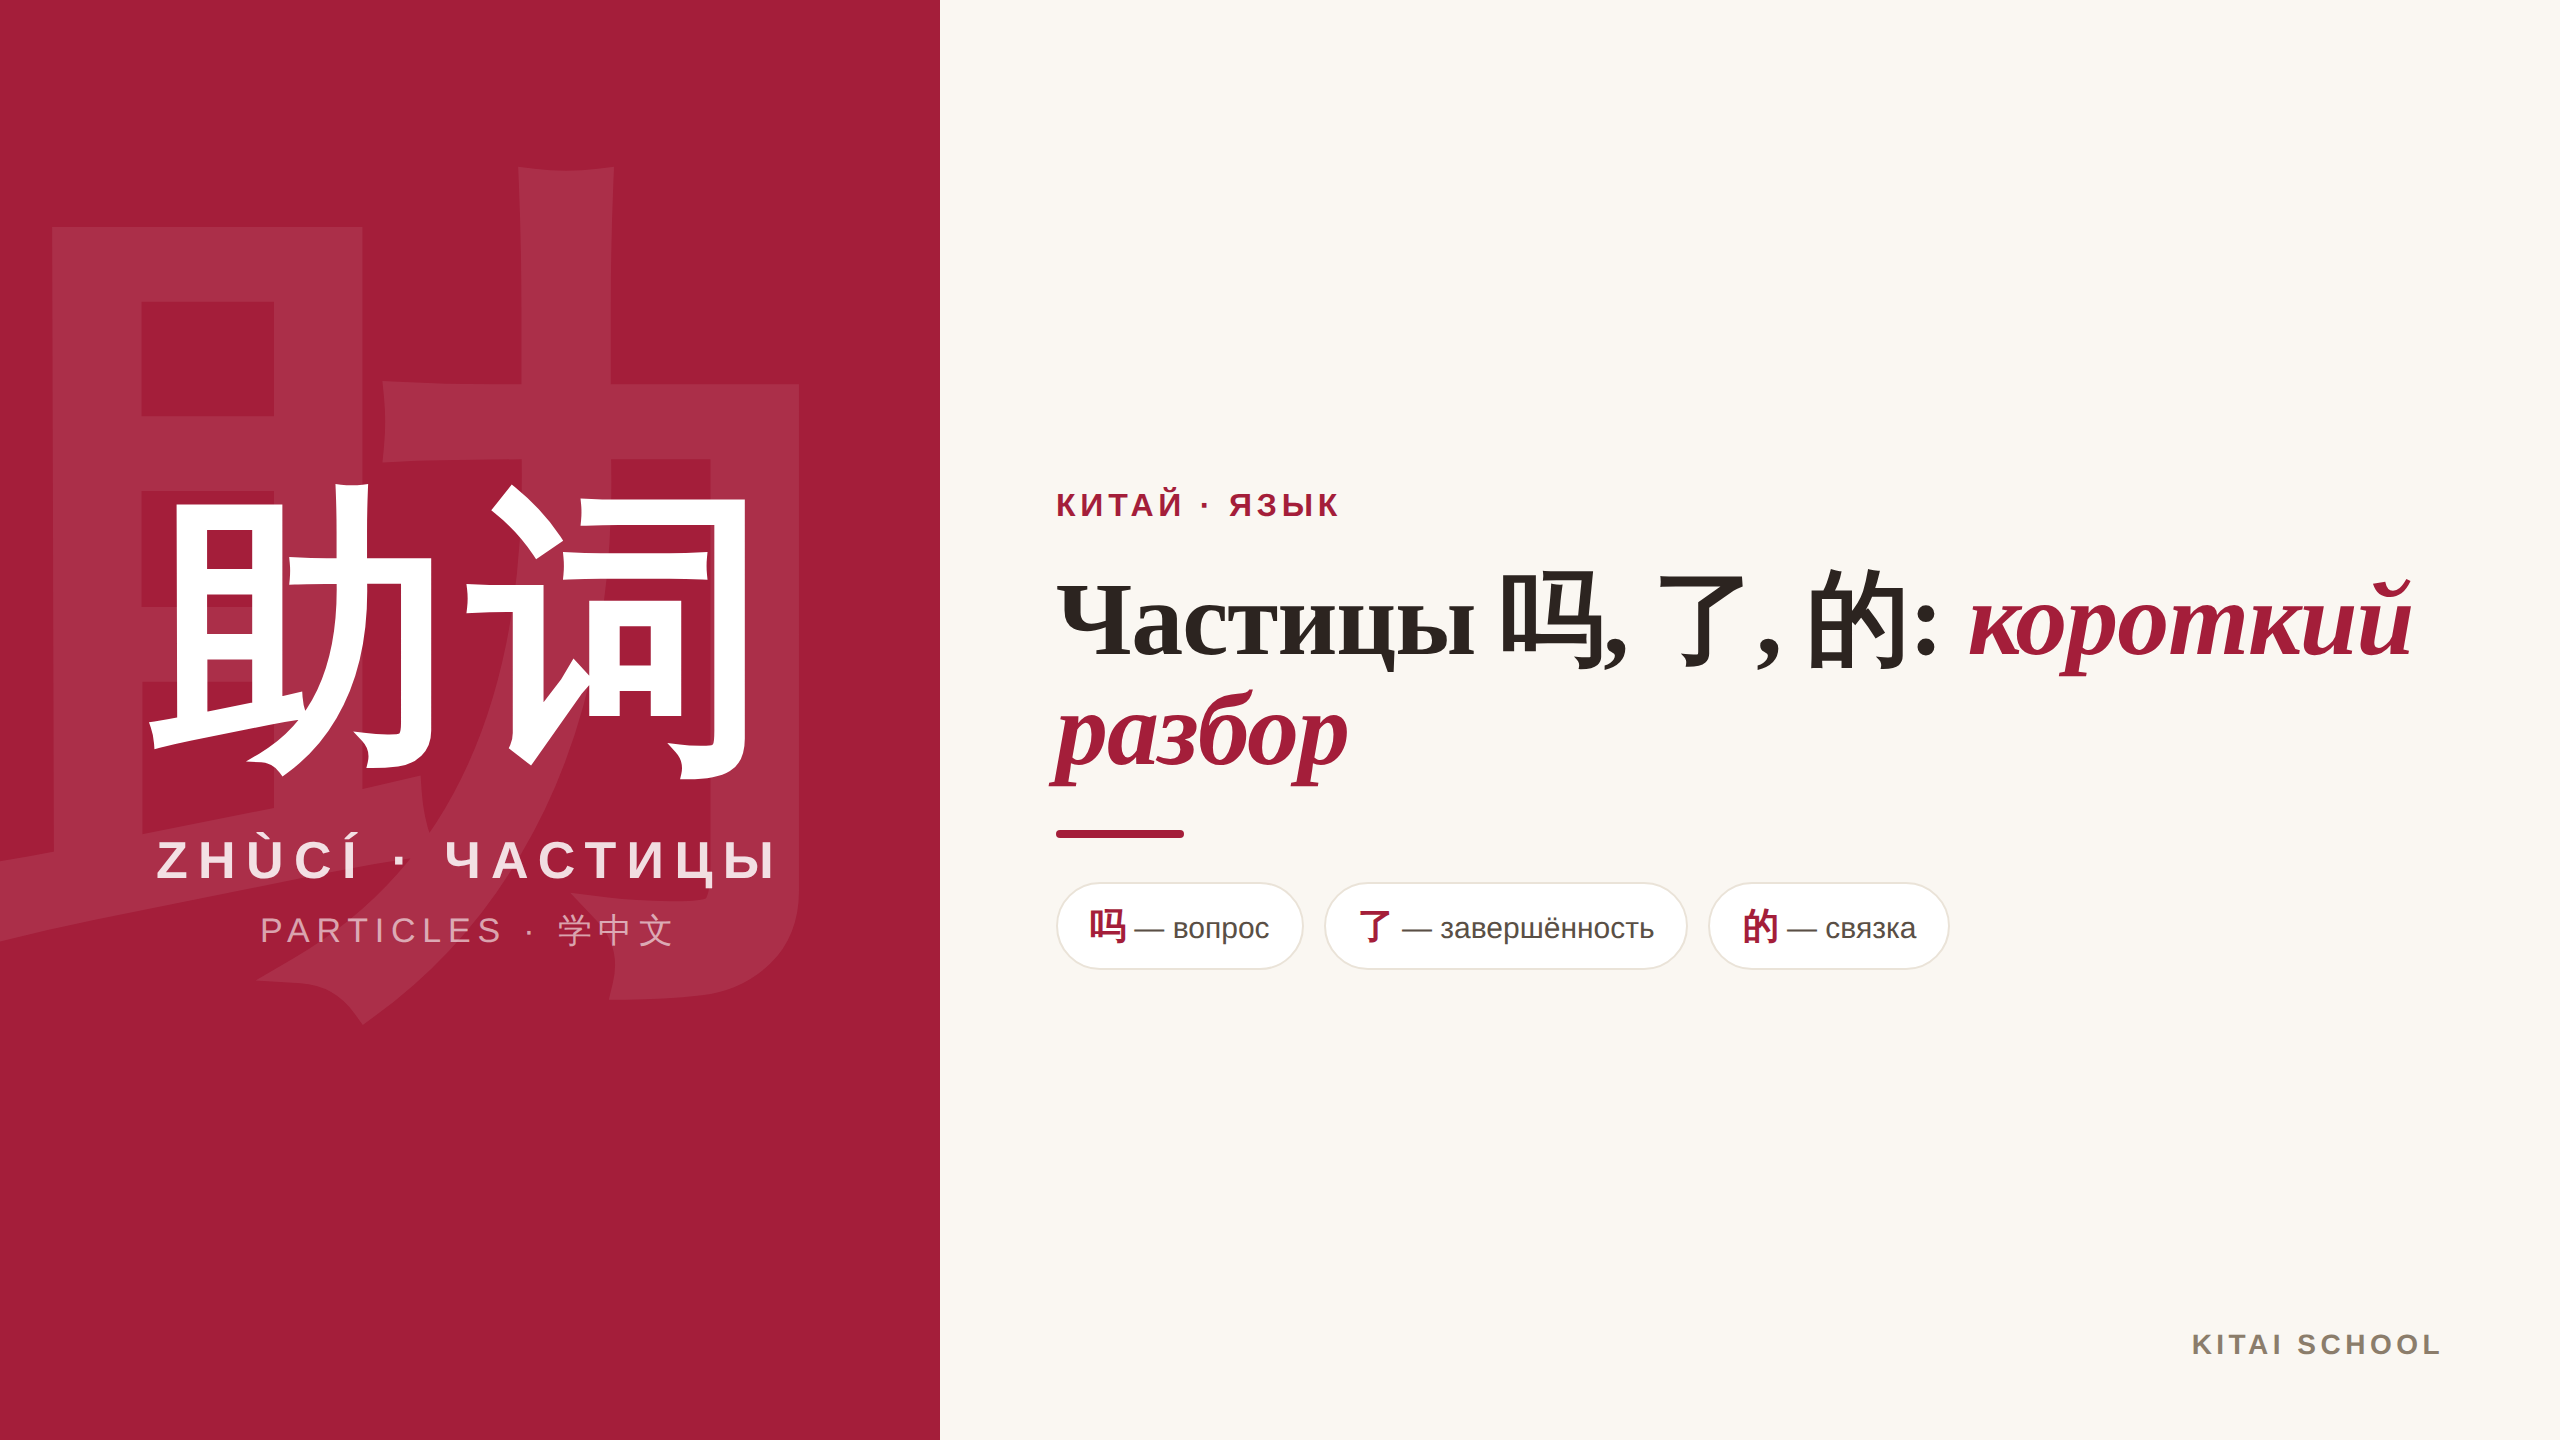 助词
ZHÙCÍ · ЧАСТИЦЫ
PARTICLES · 学中文
КИТАЙ · ЯЗЫК
Частицы 吗, 了, 的: короткий
разбор
吗 — вопрос
了 — завершённость
的 — связка
KITAI SCHOOL
助